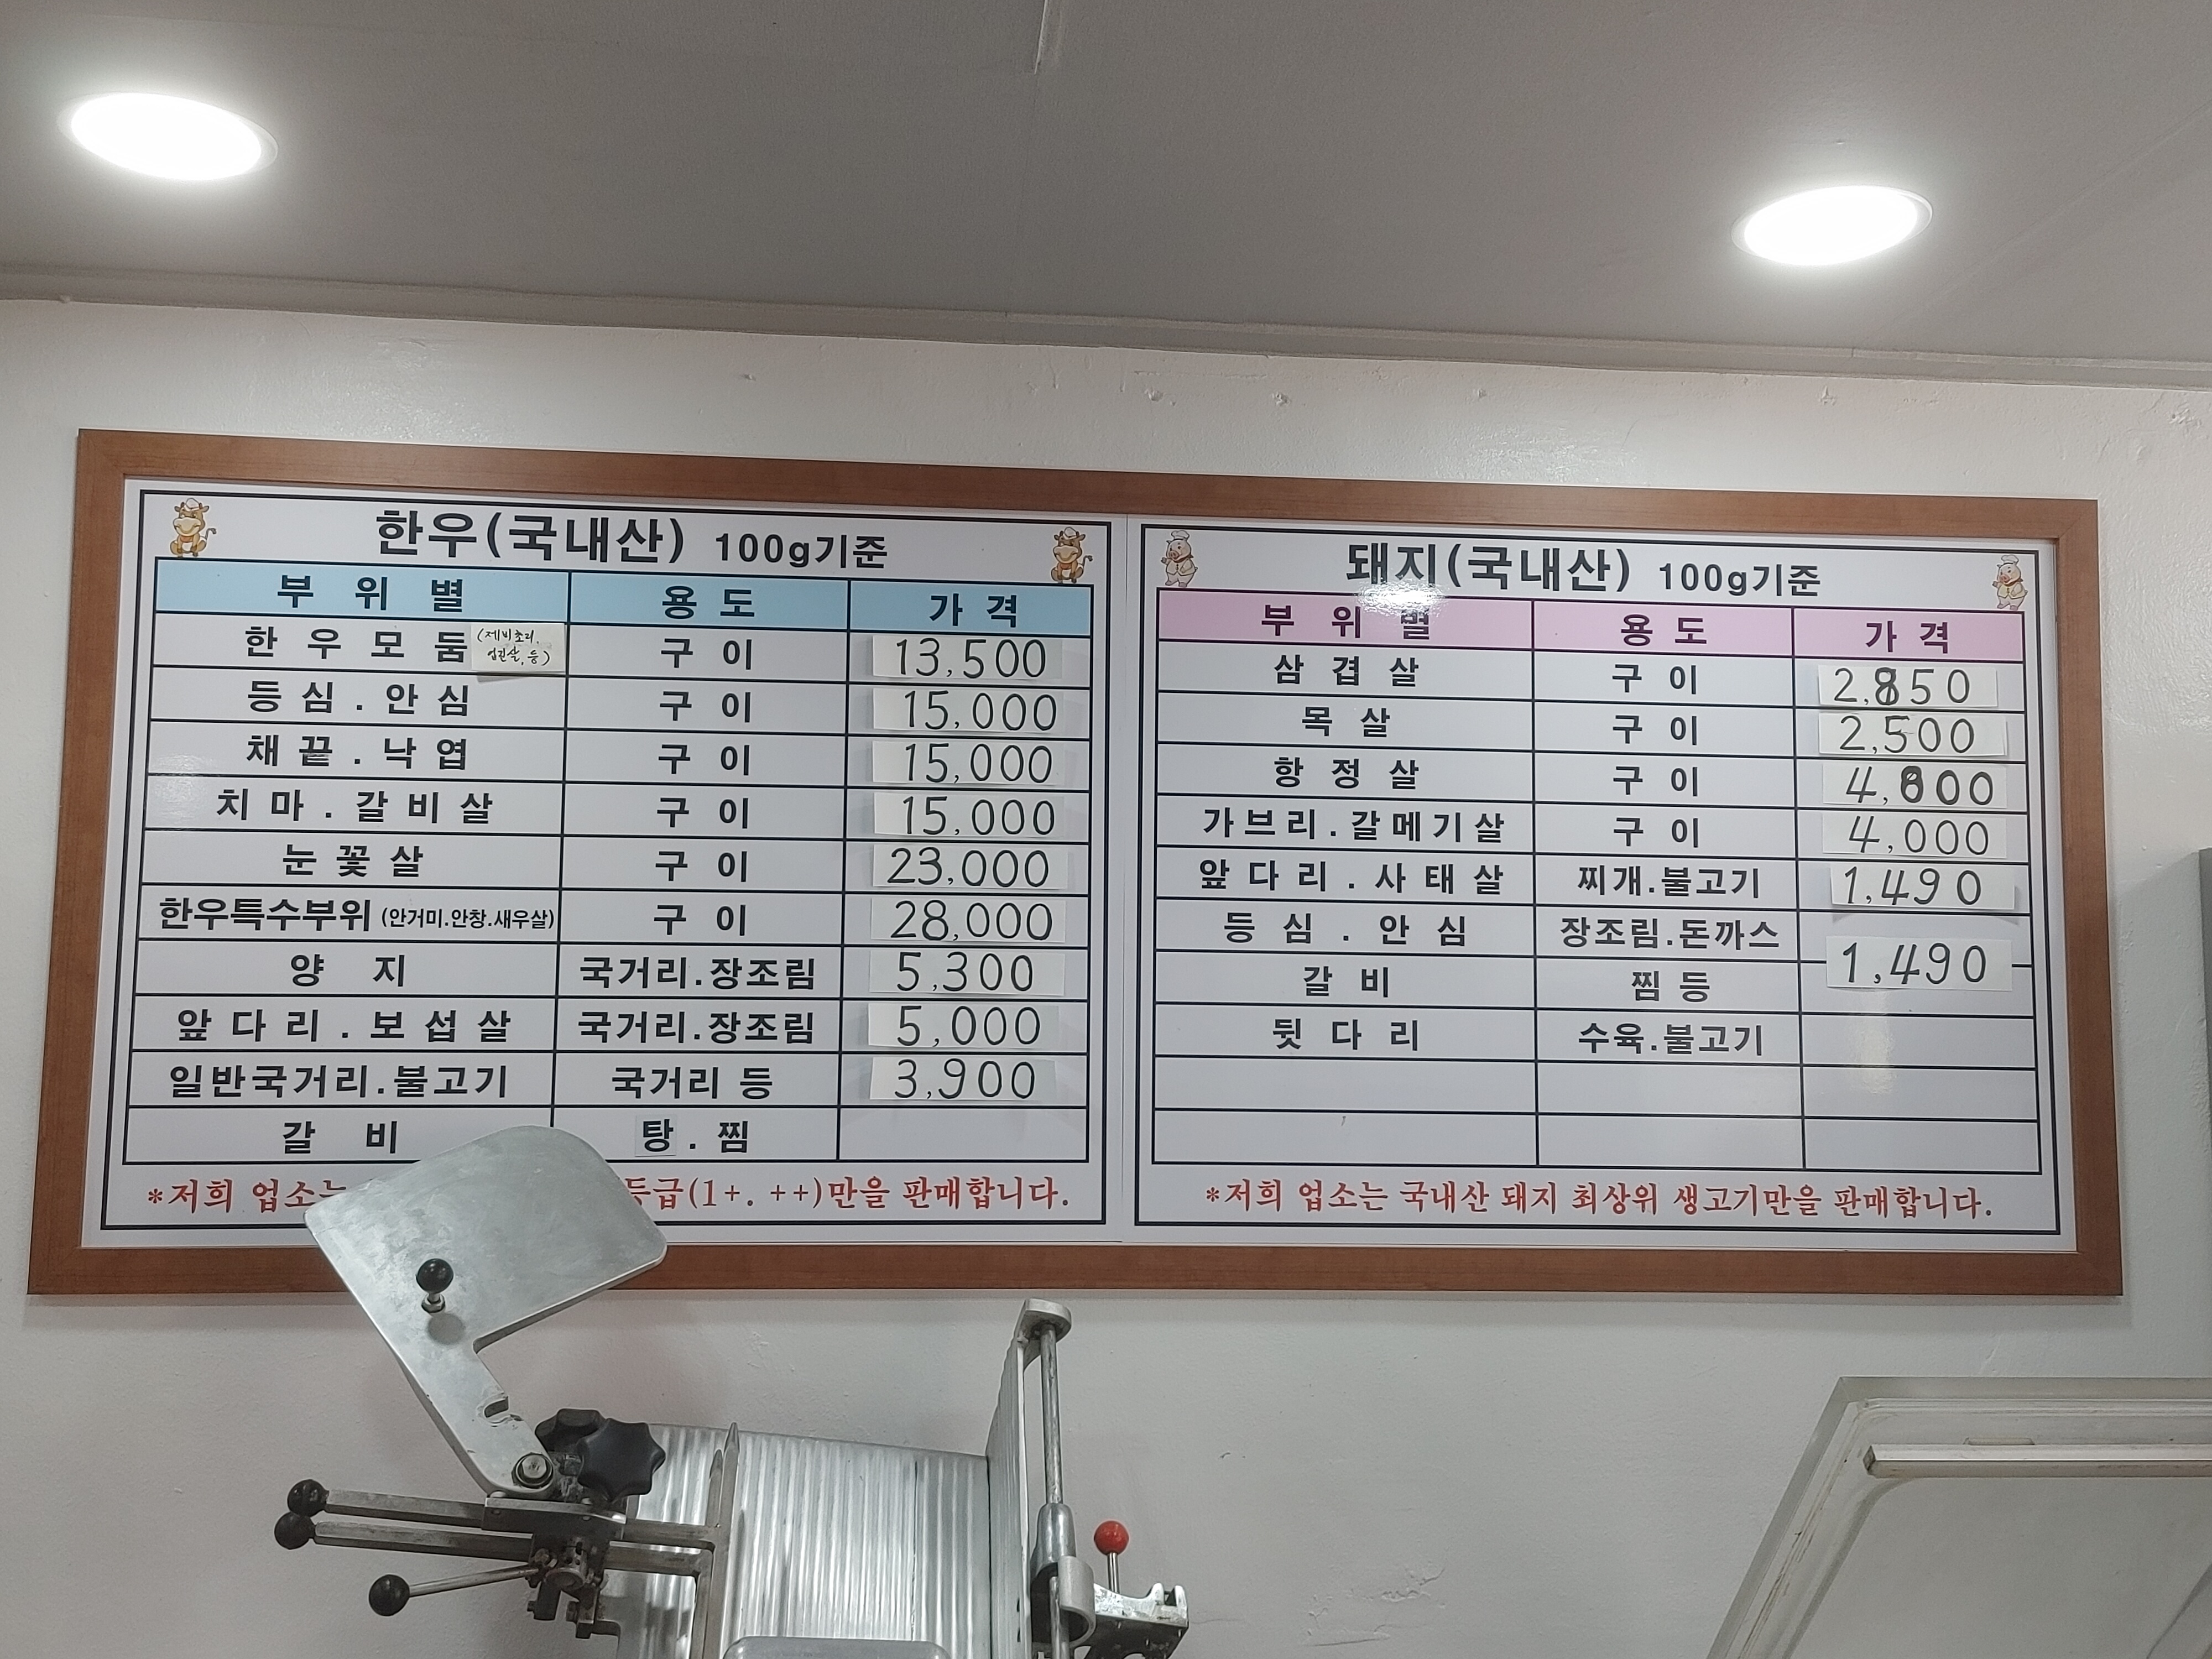 한우(국내산) 100g기준
부위별 용도 가격
한우모둠 (제비추리, 구이 13,500
등)
등심.안심 구이 15,000
채끝.낙엽 구이 15,000
치마.갈비살 구이 15,000
눈꽃살 구이 23,000
한우특수부위 (안거미.안창.새우살) 구이 28,000
양지 국거리.장조림 5,300
앞다리.보섭살 국거리.장조림 5,000
일반국거리.불고기 국거리 등 3,900
갈비 탕.찜
*저희 업소는 등급(1+. ++)만을 판매합니다.
돼지(국내산) 100g기준
부위별 용도 가격
삼겹살 구이 2,850
목살 구이 2,500
항정살 구이 4,800
가브리.갈메기살 구이 4,000
앞다리.사태살 찌개.불고기 1,490
등심.안심 장조림.돈까스
1,490
갈비 찜등
뒷다리 수육.불고기
*저희 업소는 국내산 돼지 최상위 생고기만을 판매합니다.